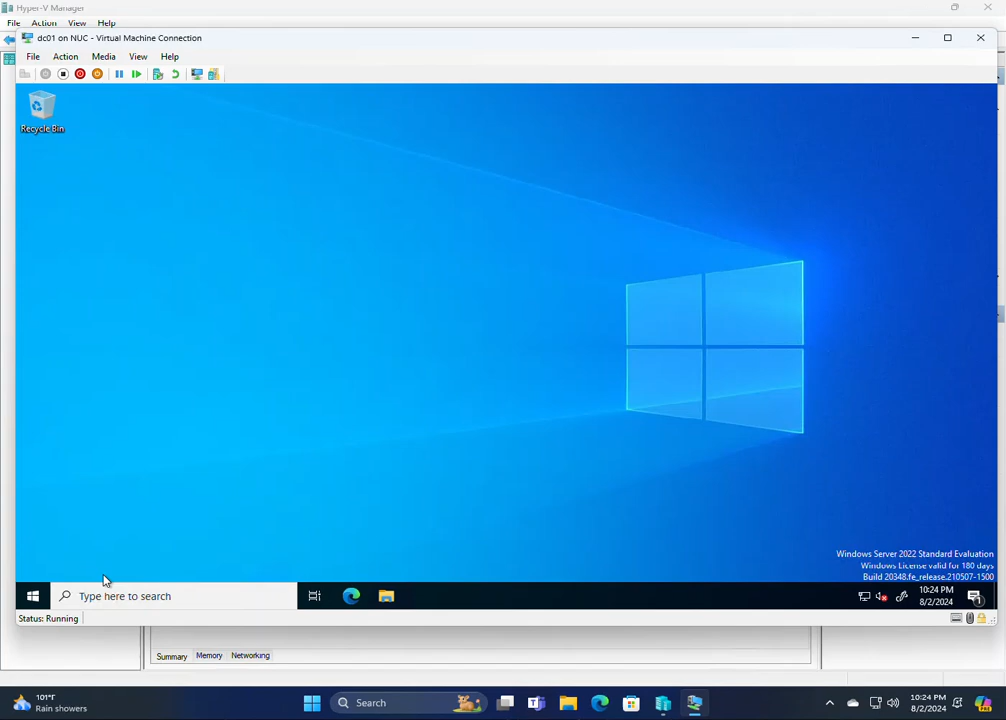 Hyper-V Manager
File Action View Help
dc01 on NUC - Virtual Machine Connection
File Action Media View Help
Recycle Bin
Windows Server 2022 Standard Evaluation
Windows License valid for 180 days
Build 20348.fe_release.210507-1500
Type here to search
10:24 PM
8/2/2024
1
Status: Running
Summary Memory Networking
101°F
Rain showers
Search
10:24 PM
8/2/2024
PRE